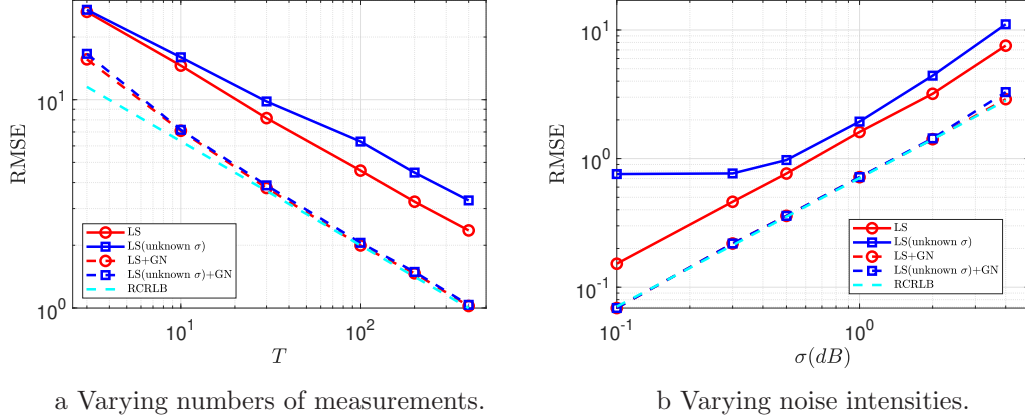 10^1
10^0
RMSE
LS
LS(unknown σ)
LS+GN
LS(unknown σ)+GN
RCRLB
10^1
10^2
T
a Varying numbers of measurements.
10^1
10^0
10^-1
RMSE
LS
LS(unknown σ)
LS+GN
LS(unknown σ)+GN
RCRLB
10^-1
10^0
σ(dB)
b Varying noise intensities.